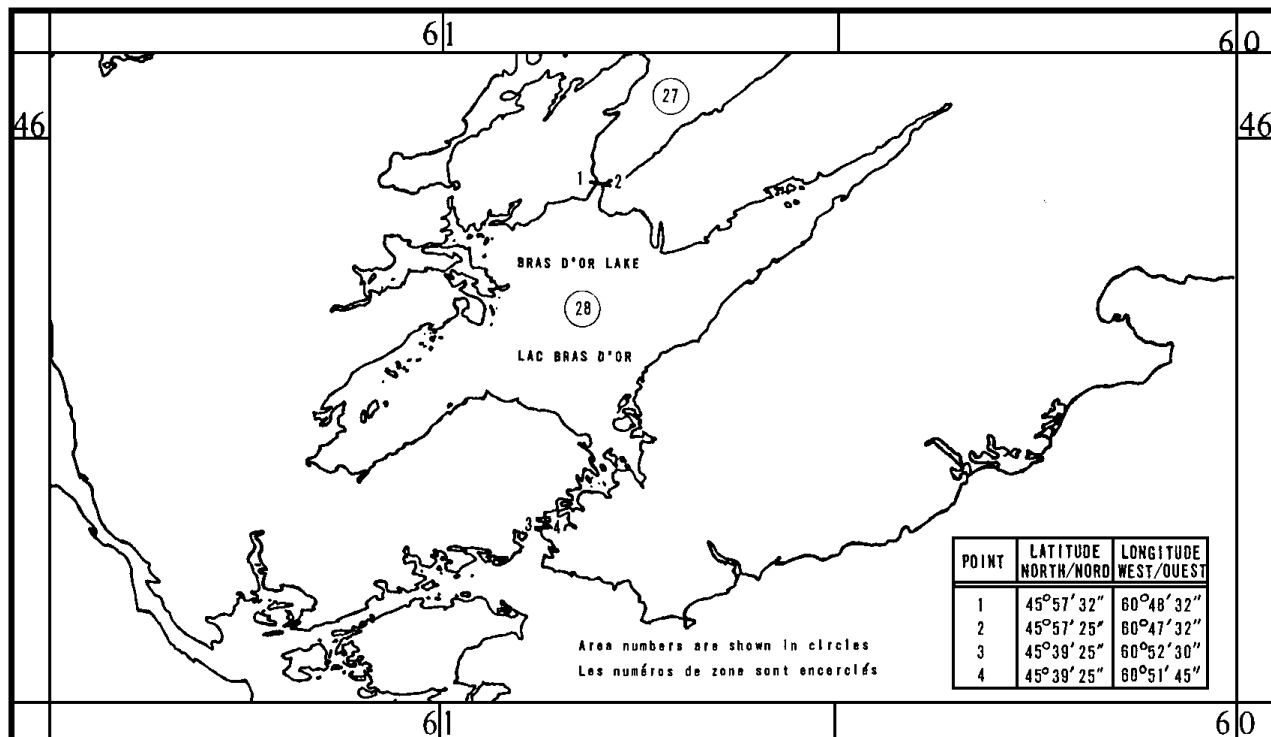 61 60
27
46 46
1 2
BRAS D'OR LAKE
28
LAC BRAS D'OR
3 4
POINT LATITUDE NORTH/NORD LONGITUDE WEST/OUEST
1 45°57'32" 60°48'32"
2 45°57'25" 60°47'32"
3 45°39'25" 60°52'30"
4 45°39'25" 60°51'45"
Area numbers are shown in circles
Les numéros de zone sont encerclés
61 60